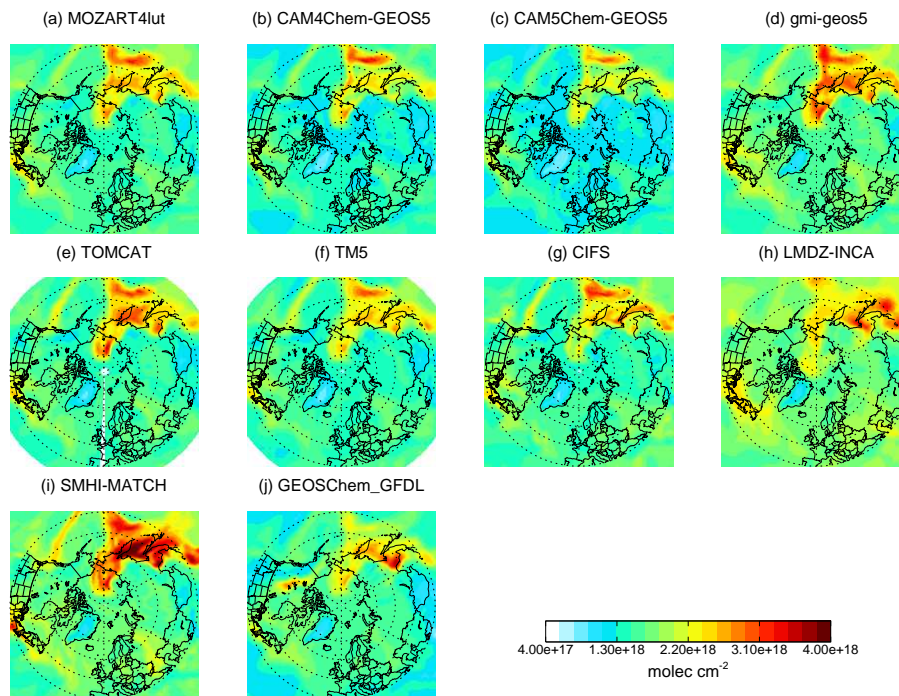 (a) MOZART4lut
(b) CAM4Chem-GEOS5
(c) CAM5Chem-GEOS5
(d) gmi-geos5
(e) TOMCAT
(f) TM5
(g) CIFS
(h) LMDZ-INCA
(i) SMHI-MATCH
(j) GEOSChem_GFDL
4.00e+17 1.30e+18 2.20e+18 3.10e+18 4.00e+18
molec cm⁻²